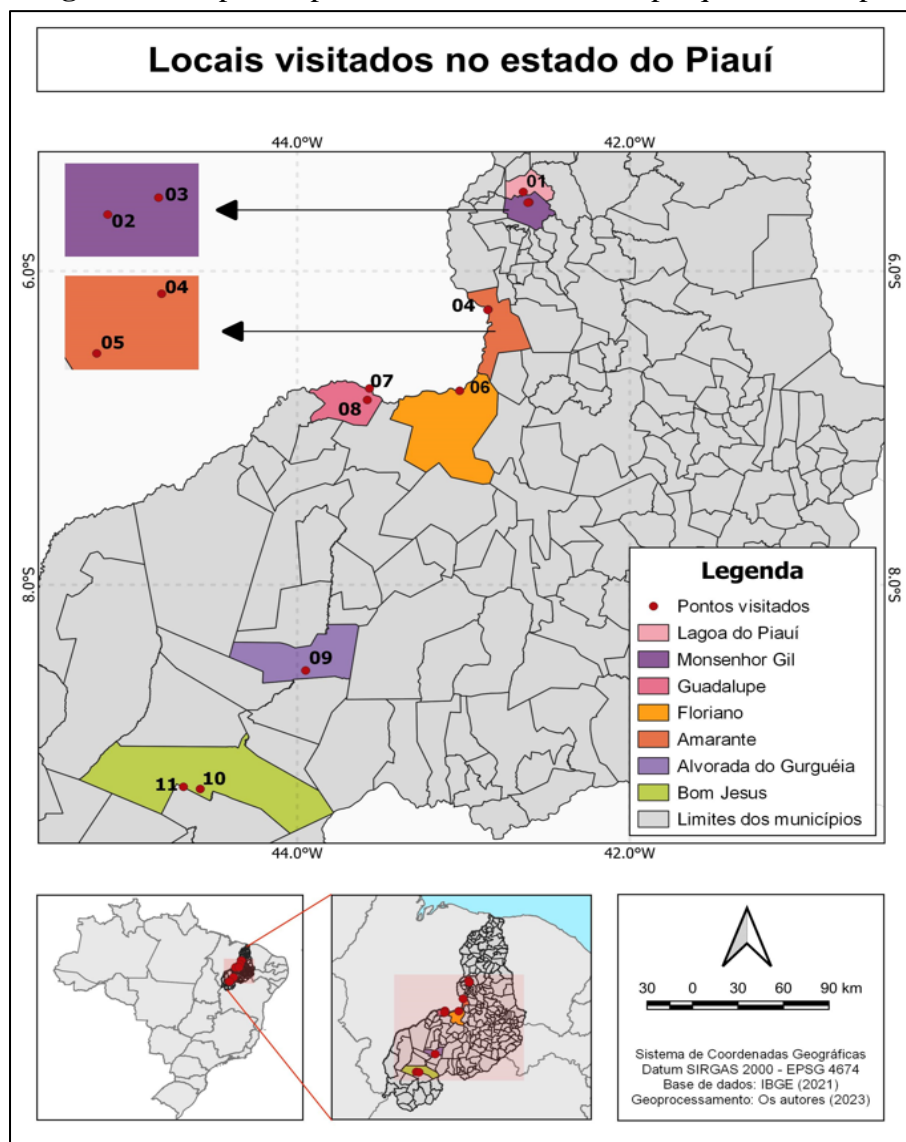 Locais visitados no estado do Piauí
44.0°W
42.0°W
01
03
02
6.0°S
6.0°S
04
04
05
07
06
08
8.0°S
8.0°S
Legenda
Pontos visitados
Lagoa do Piauí
Monsenhor Gil
Guadalupe
Floriano
Amarante
Alvorada do Gurguéia
Bom Jesus
Limites dos municípios
09
11
10
44.0°W
42.0°W
30 0 30 60 90 km
Sistema de Coordenadas Geográficas
Datum SIRGAS 2000 - EPSG 4674
Base de dados: IBGE (2021)
Geoprocessamento: Os autores (2023)